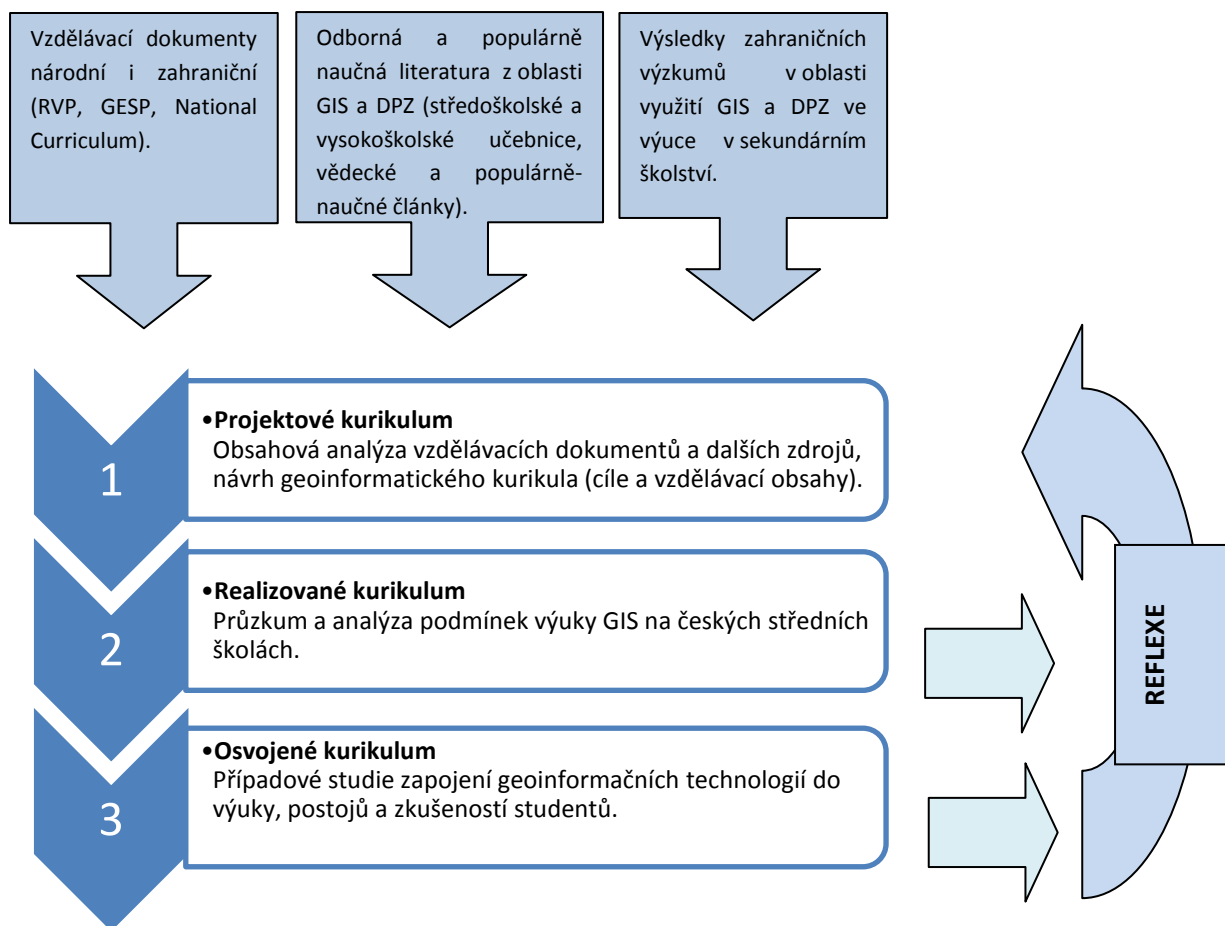 Vzdělávací dokumenty
národní i zahraniční
(RVP, GESP, National
Curriculum).
Odborná a populárně
naučná literatura z oblasti
GIS a DPZ (středoškolské a
vysokoškolské učebnice,
vědecké a populárně-
naučné články).
Výsledky zahraničních
výzkumů v oblasti
využití GIS a DPZ ve
výuce v sekundárním
školství.
1
•Projektové kurikulum
Obsahová analýza vzdělávacích dokumentů a dalších zdrojů,
návrh geoinformatického kurikula (cíle a vzdělávací obsahy).
2
•Realizované kurikulum
Průzkum a analýza podmínek výuky GIS na českých středních
školách.
3
•Osvojené kurikulum
Případové studie zapojení geoinformačních technologií do
výuky, postojů a zkušeností studentů.
REFLEXE